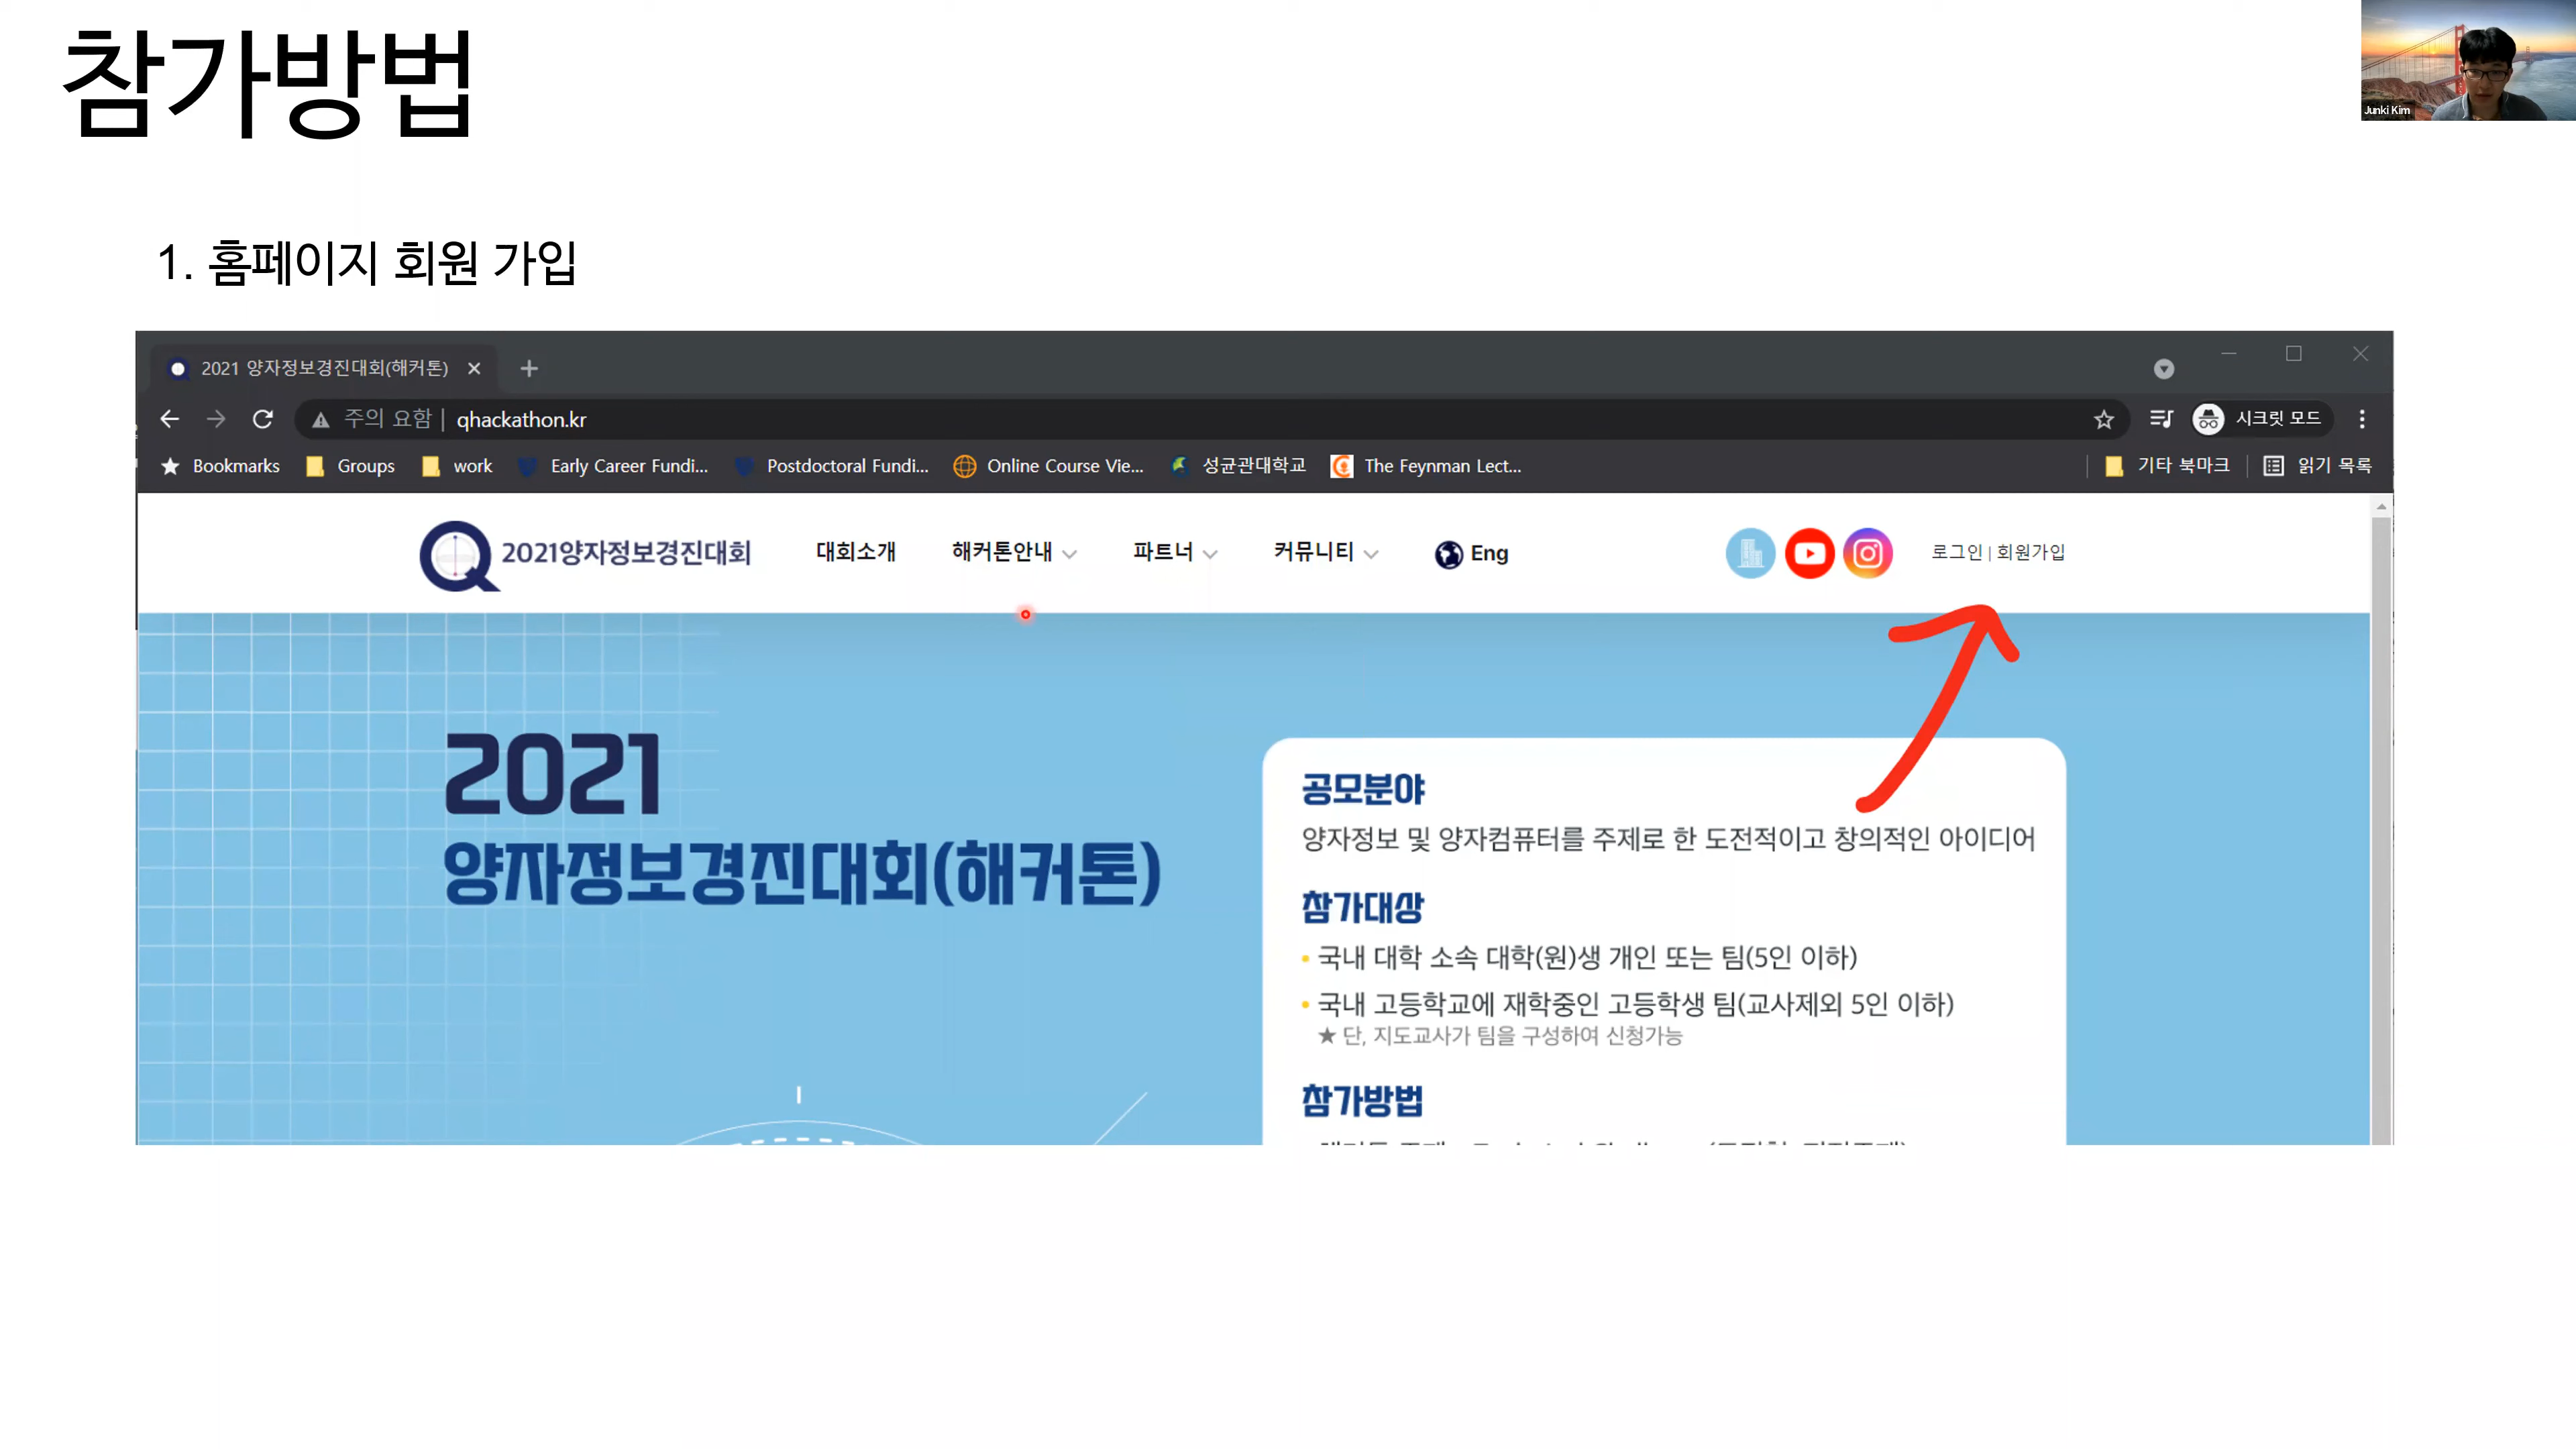 참가방법
Junki Kim
1. 홈페이지 회원 가입
2021 양자정보경진대회(해커톤)
주의 요함 | qhackathon.kr
시크릿 모드
Bookmarks Groups work Early Career Fundi... Postdoctoral Fundi... Online Course Vie... 성균관대학교 The Feynman Lect... 기타 북마크 읽기 목록
2021양자정보경진대회 대회소개 해커톤안내 파트너 커뮤니티 Eng 로그인 | 회원가입
2021
양자정보경진대회(해커톤)
공모분야
양자정보 및 양자컴퓨터를 주제로 한 도전적이고 창의적인 아이디어
참가대상
• 국내 대학 소속 대학(원)생 개인 또는 팀(5인 이하)
• 국내 고등학교에 재학중인 고등학생 팀(교사제외 5인 이하)
★ 단, 지도교사가 팀을 구성하여 신청가능
참가방법